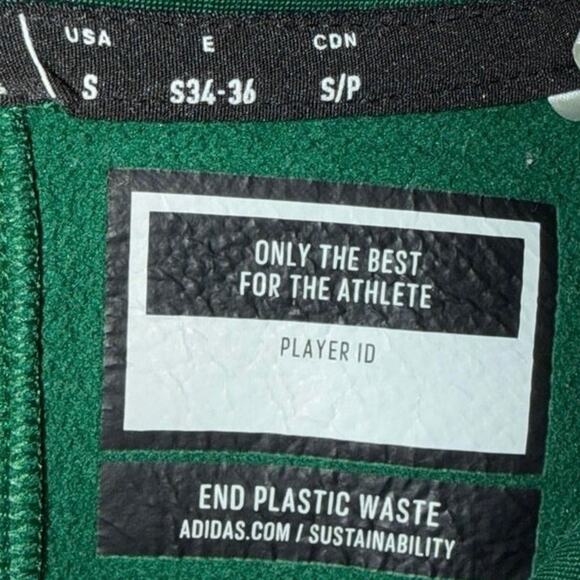 USA E CDN
S S34-36 S/P
ONLY THE BEST
FOR THE ATHLETE
PLAYER ID
END PLASTIC WASTE
ADIDAS.COM / SUSTAINABILITY